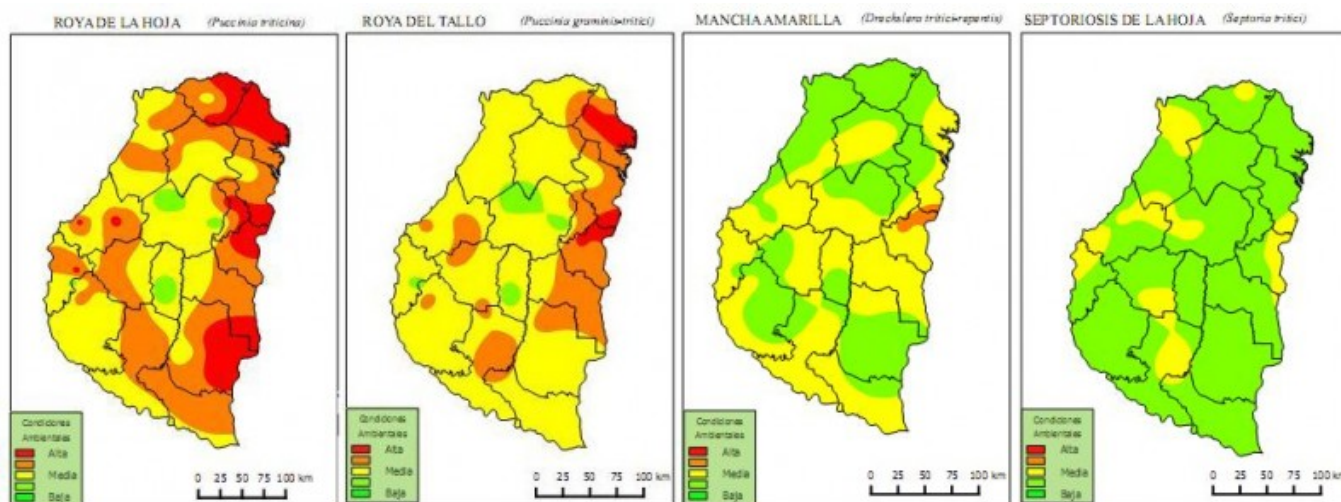 ROYA DE LA HOJA (Puccinia triticina)
Condiciones
Ambientales
Alta
Media
Baja
0 25 50 75 100 km
ROYA DEL TALLO (Puccinia graminis-tritici)
Condiciones
Ambientales
Alta
Media
Baja
0 25 50 75 100 km
MANCHA AMARILLA (Drechslera tritici-repentis)
Condiciones
Ambientales
Alta
Media
Baja
0 25 50 75 100 km
SEPTORIOSIS DE LA HOJA (Septoria tritici)
Condiciones
Ambientales
Alta
Media
Baja
0 25 50 75 100 km